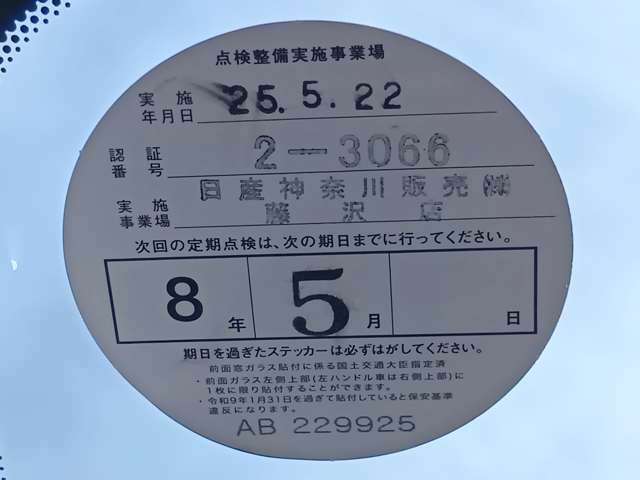 点検整備実施事業場
実施年月日 25.5.22
認証番号 2-3066
実施事業場 日産神奈川販売㈱
藤沢店
次回の定期点検は、次の期日までに行ってください。
8年 5月 日
期日を過ぎたステッカーは必ずはがしてください。
前面窓ガラス貼付に係る国土交通大臣指定済
・前面ガラス左側上部(左ハンドル車は右側上部)に
1枚に限り貼付することができます。
・令和9年1月31日を過ぎて貼付していると保安基準
違反になります。
AB 229925